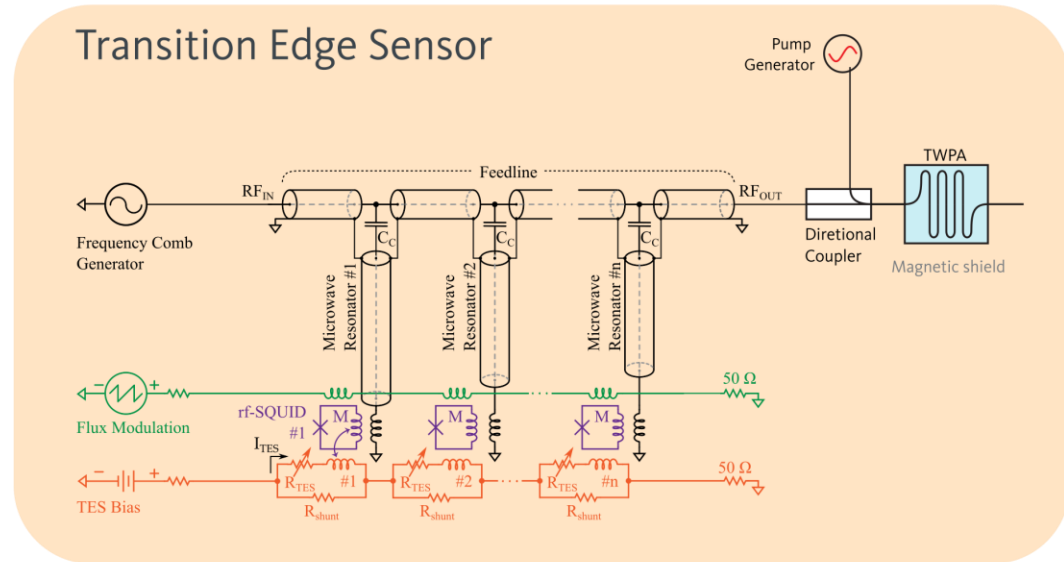 Transition Edge Sensor
Pump
Generator
TWPA
Feedline
RF_IN
RF_OUT
Frequency Comb
Generator
C_C
C_C
C_C
Diretional
Coupler
Magnetic shield
Microwave
Resonator #1
Microwave
Resonator #2
Microwave
Resonator #n
− +
50 Ω
Flux Modulation
rf-SQUID
#1
M
M
M
I_TES
− +
R_TES
#1
R_TES
#2
R_TES
#n
50 Ω
TES Bias
R_shunt
R_shunt
R_shunt